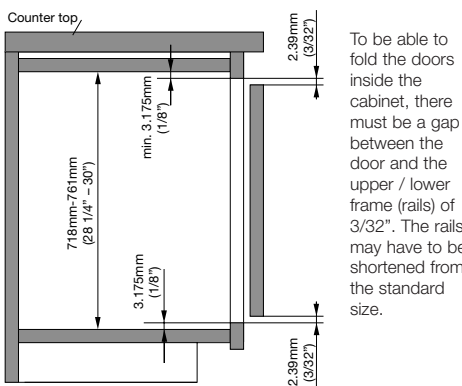 Counter top
2.39mm
(3/32")
min. 3.175mm
(1/8")
718mm-761mm
(28 1/4" – 30")
3.175mm
(1/8")
2.39mm
(3/32")
To be able to
fold the doors
inside the
cabinet, there
must be a gap
between the
door and the
upper / lower
frame (rails) of
3/32". The rails
may have to be
shortened from
the standard
size.